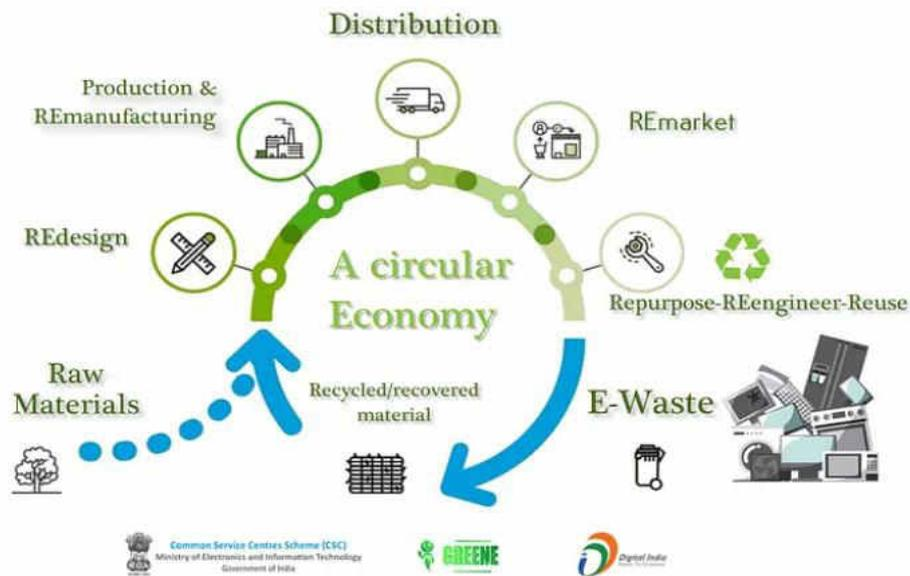 Distribution
Production &
REmanufacturing
REmarket
REdesign
A circular
Economy
Repurpose-REengineer-Reuse
Raw
Materials
Recycled/recovered
material
E-Waste
Common Service Centres Scheme (CSC)
Ministry of Electronics and Information Technology
Government of India
GREENE
Digital India